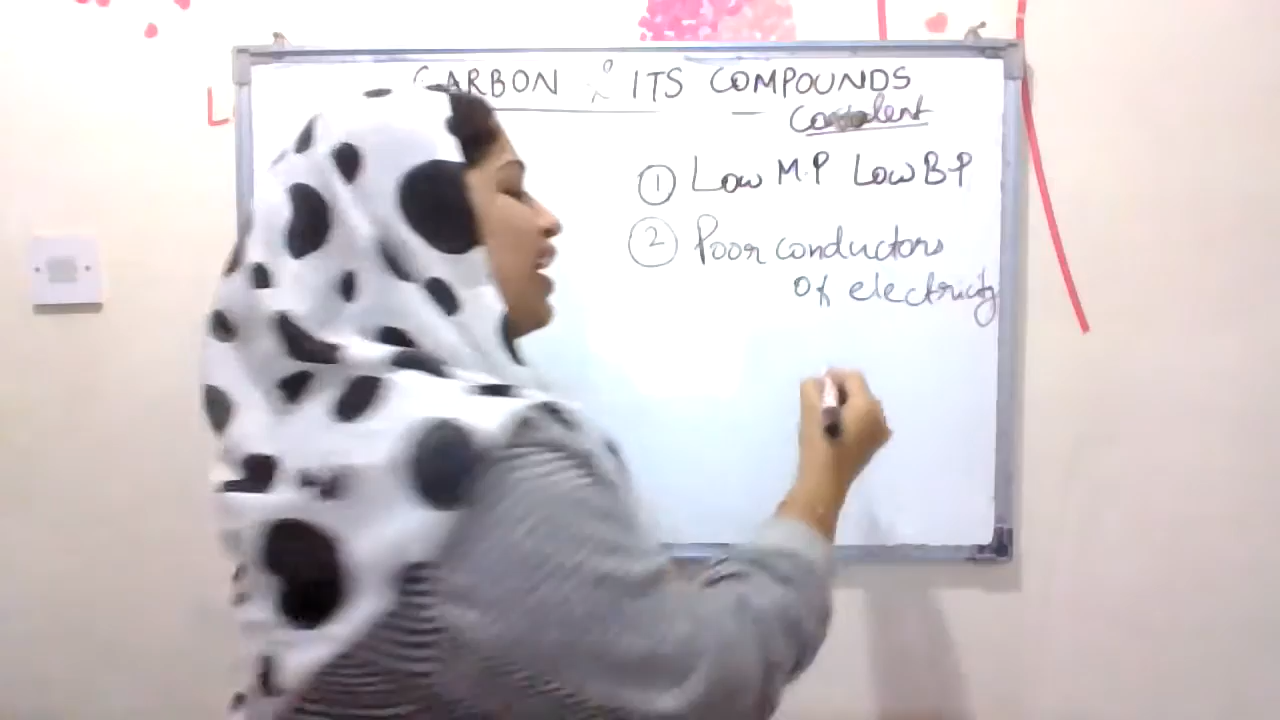 CARBON & ITS COMPOUNDS
Covalent
① Low M.P Low B.P
② Poor conductors
of electricity